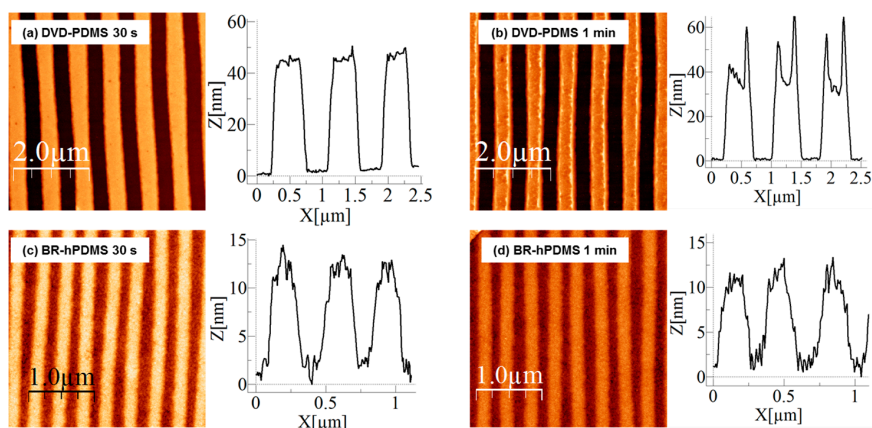 (a) DVD-PDMS 30 s
2.0µm
Z[nm]
60
40
20
0
0 0.5 1 1.5 2 2.5
X[µm]
(b) DVD-PDMS 1 min
2.0µm
Z[nm]
60
40
20
0
0 0.5 1 1.5 2 2.5
X[µm]
(c) BR-hPDMS 30 s
1.0µm
Z[nm]
15
10
5
0
0 0.5 1
X[µm]
(d) BR-hPDMS 1 min
1.0µm
Z[nm]
15
10
5
0
0 0.5 1
X[µm]